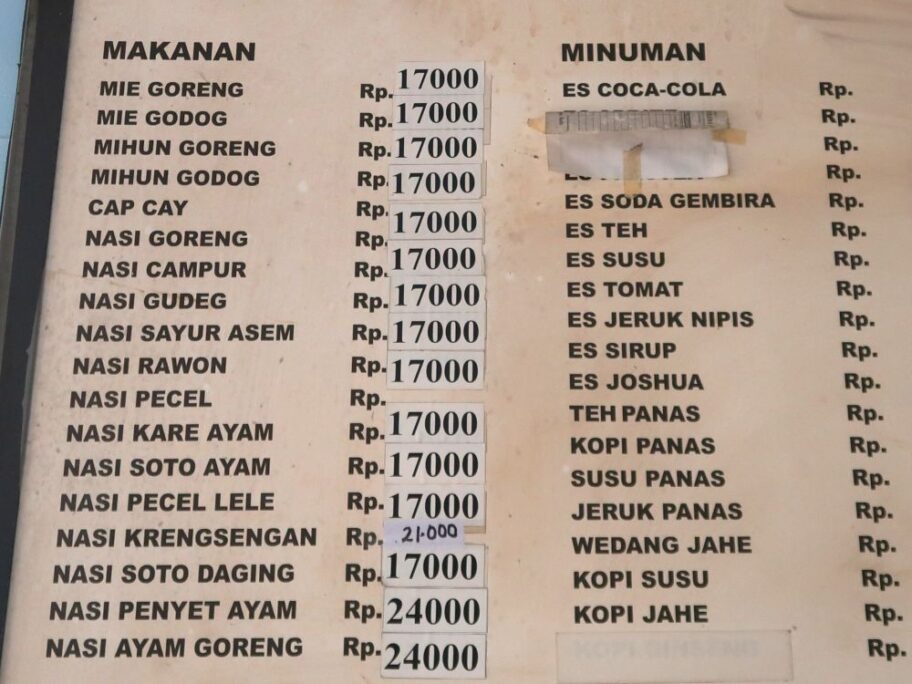 MAKANAN
MIE GORENG Rp. 17000
MIE GODOG Rp. 17000
MIHUN GORENG Rp. 17000
MIHUN GODOG Rp. 17000
CAP CAY Rp. 17000
NASI GORENG Rp.
NASI CAMPUR Rp. 17000
NASI GUDEG Rp. 17000
NASI SAYUR ASEM Rp. 17000
NASI RAWON Rp. 17000
NASI PECEL Rp.
NASI KARE AYAM Rp. 17000
NASI SOTO AYAM Rp. 17000
NASI PECEL LELE Rp. 17000
NASI KRENGSENGAN Rp. 21.000
NASI SOTO DAGING Rp. 17000
NASI PENYET AYAM Rp. 24000
NASI AYAM GORENG Rp. 24000
MINUMAN
ES COCA-COLA Rp.
Rp.
Rp.
ES Rp.
ES SODA GEMBIRA Rp.
ES TEH Rp.
ES SUSU Rp.
ES TOMAT Rp.
ES JERUK NIPIS Rp.
ES SIRUP Rp.
ES JOSHUA Rp.
TEH PANAS Rp.
KOPI PANAS Rp.
SUSU PANAS Rp.
JERUK PANAS Rp.
WEDANG JAHE Rp.
KOPI SUSU Rp.
KOPI JAHE Rp.
KOPI GINSENG Rp.